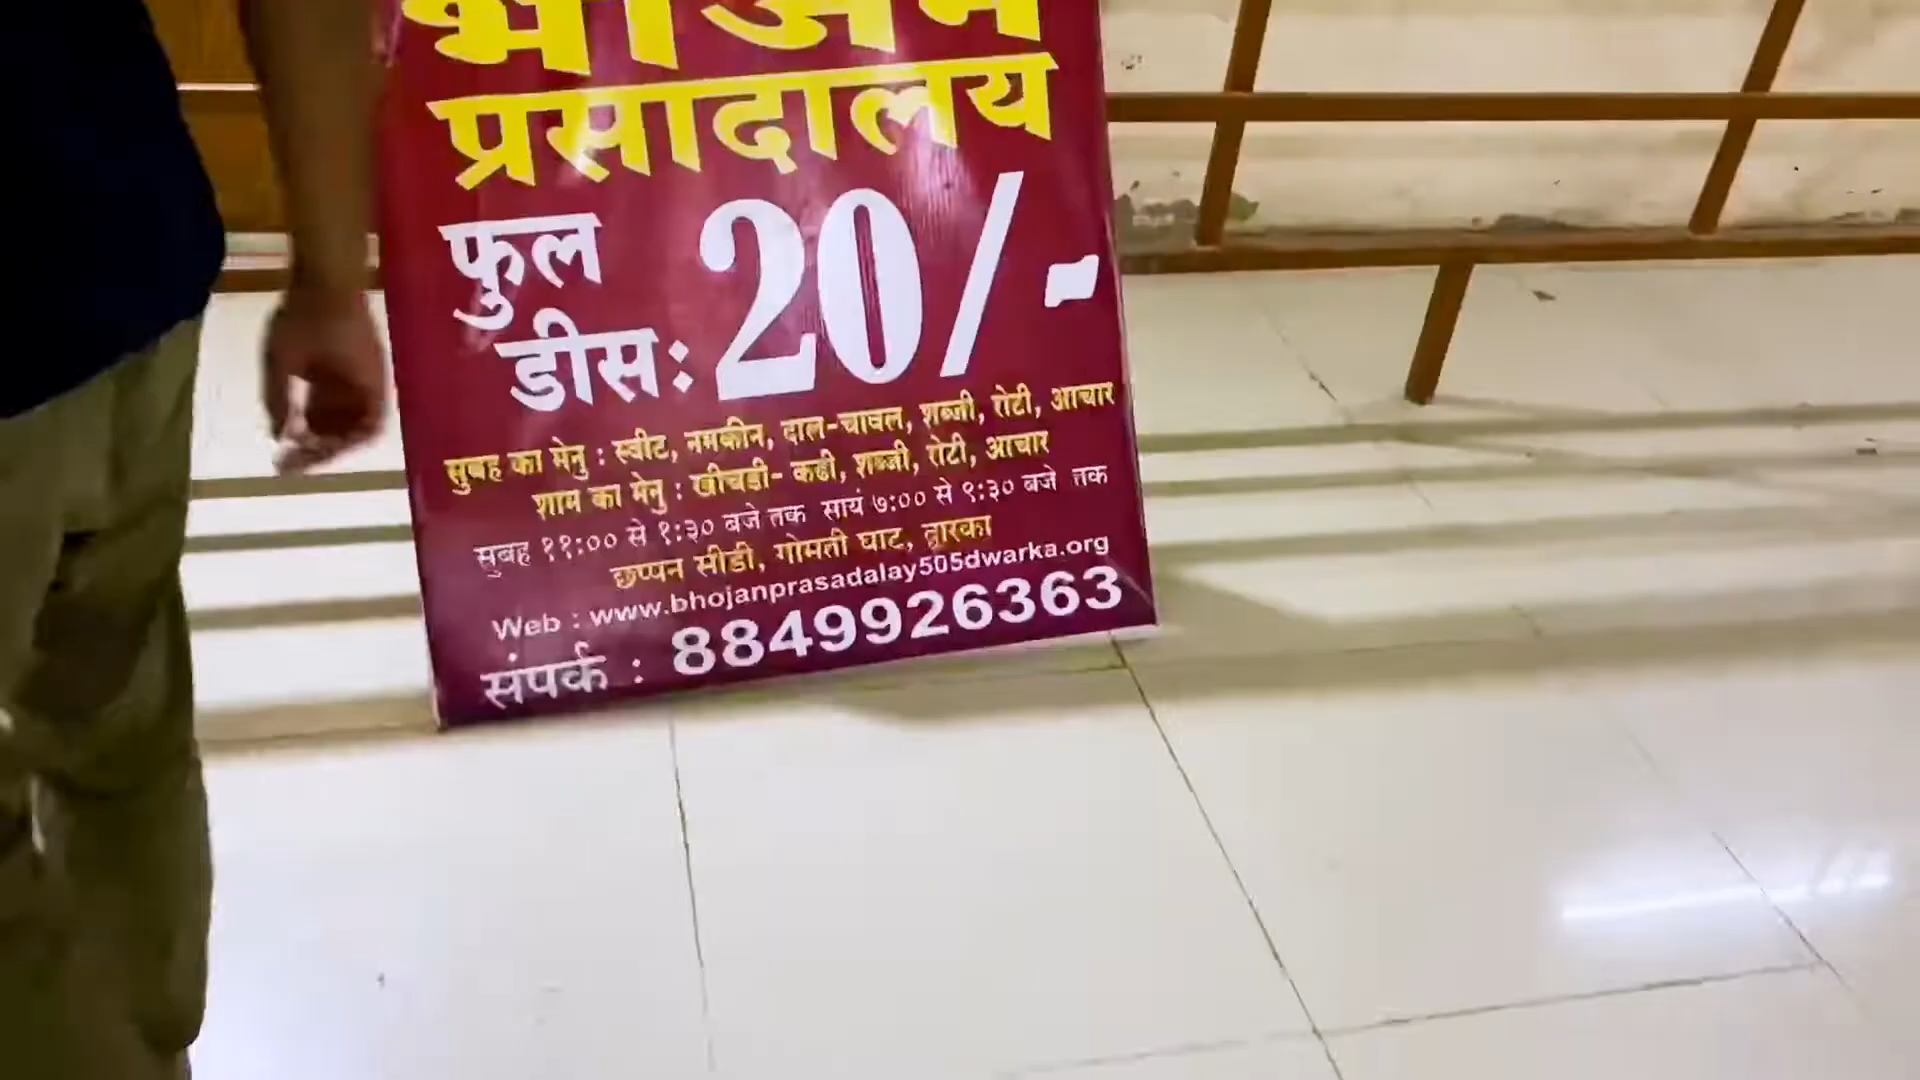 भोजन
प्रसादालय
फुल
डीस : 20/-
सुबह का मेनु : स्वीट, नमकीन, दाल-चावल, शब्जी, रोटी, आचार
शाम का मेनु : खीचडी- कढी, शब्जी, रोटी, आचार
सुबह ११:०० से १:३० बजे तक सायं ७:०० से ९:३० बजे तक
छप्पन सीडी, गोमती घाट, द्वारका
Web : www.bhojanprasadalay505dwarka.org
संपर्क : 8849926363